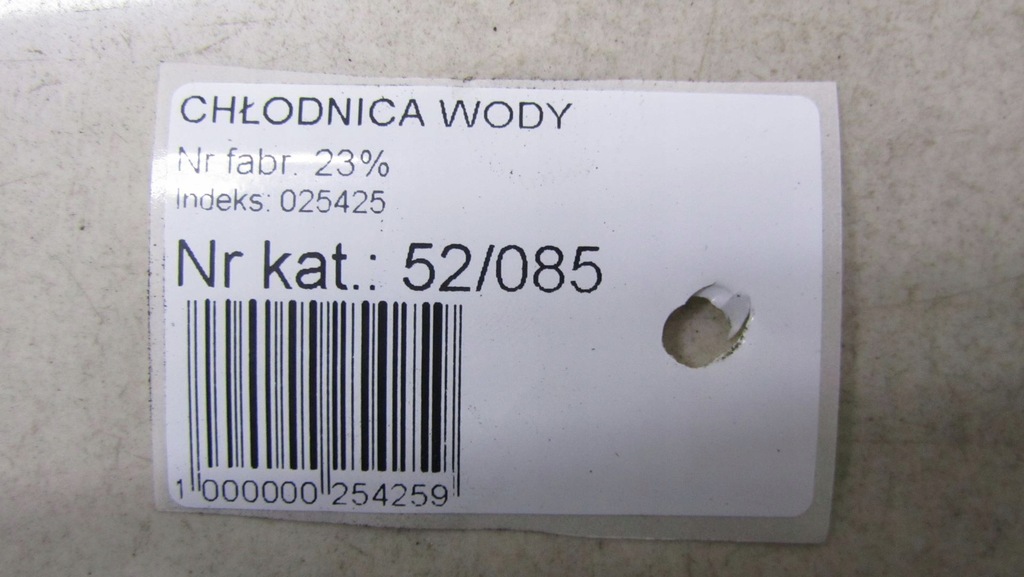 CHŁODNICA WODY
Nr fabr. 23%
Indeks: 025425
Nr kat.: 52/085
1 000000 254259